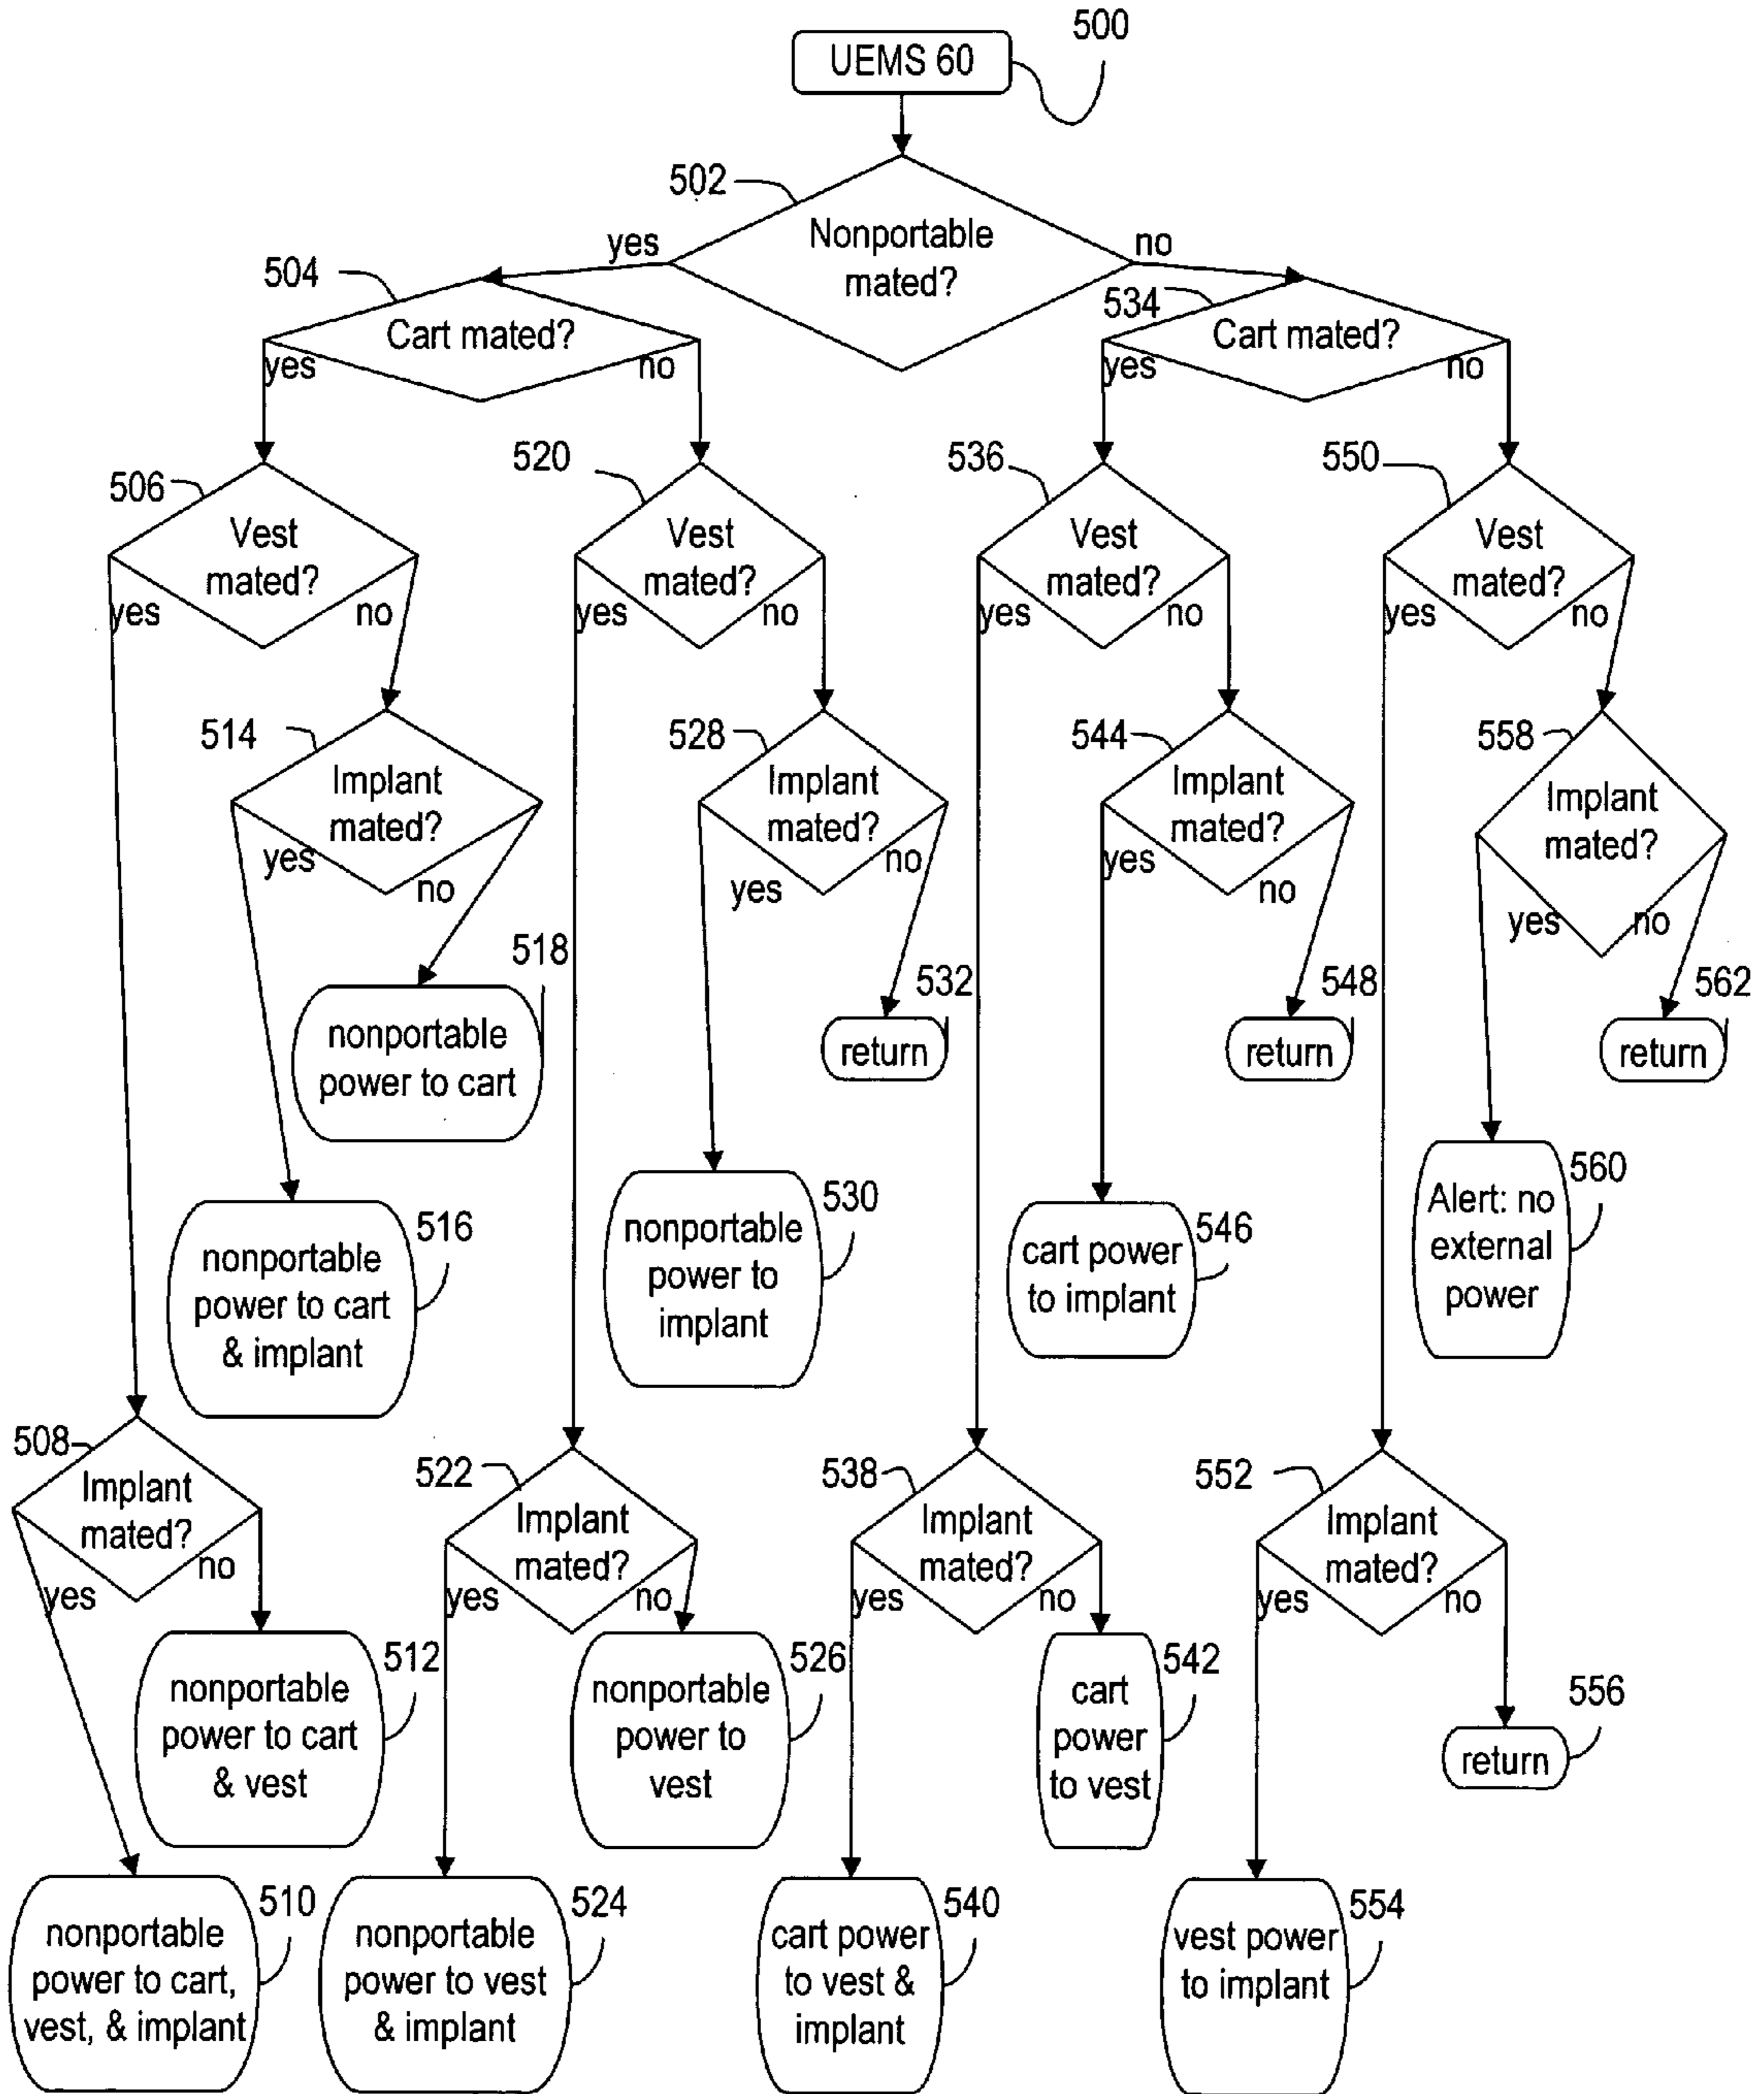 500
UEMS 60
502
Nonportable
mated?
yes
no
504
Cart mated?
yes
no
534
Cart mated?
yes
no
506
Vest
mated?
yes
no
520
Vest
mated?
yes
no
536
Vest
mated?
yes
no
550
Vest
mated?
yes
no
514
Implant
mated?
yes
no
528
Implant
mated?
yes
no
544
Implant
mated?
yes
no
558
Implant
mated?
yes
no
518
nonportable
power to cart
532
return
548
return
562
return
516
nonportable
power to cart
& implant
530
nonportable
power to
implant
546
cart power
to implant
560
Alert: no
external
power
508
Implant
mated?
yes
no
522
Implant
mated?
yes
no
538
Implant
mated?
yes
no
552
Implant
mated?
yes
no
512
nonportable
power to cart
& vest
526
nonportable
power to
vest
542
cart
power
to vest
556
return
510
nonportable
power to cart,
vest, & implant
524
nonportable
power to vest
& implant
540
cart power
to vest &
implant
554
vest power
to implant